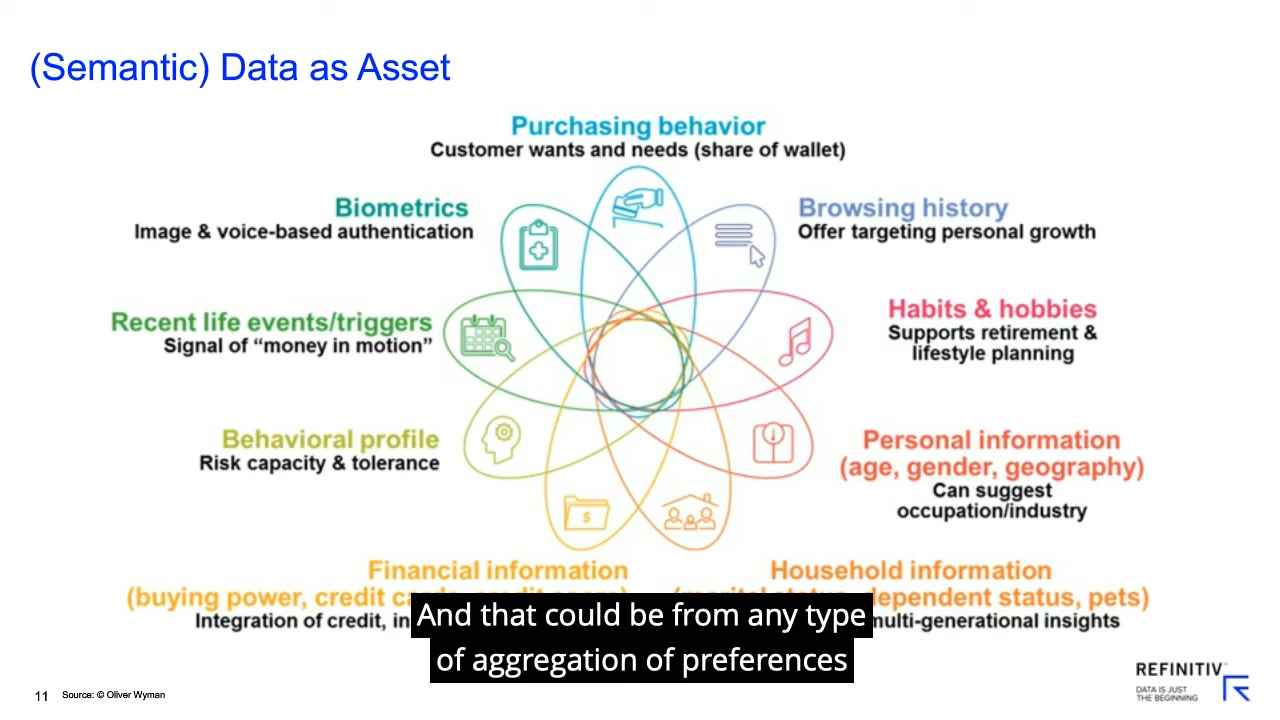 (Semantic) Data as Asset
Purchasing behavior
Customer wants and needs (share of wallet)
Biometrics
Image & voice-based authentication
Browsing history
Offer targeting personal growth
Recent life events/triggers
Signal of “money in motion”
Habits & hobbies
Supports retirement &
lifestyle planning
Behavioral profile
Risk capacity & tolerance
Personal information
(age, gender, geography)
Can suggest
occupation/industry
$
Financial information
(buying power, credit
Integration of credit,
Household information
dependent status, pets)
multi-generational insights
And that could be from any type
of aggregation of preferences
11 Source: © Oliver Wyman
REFINITIV
DATA IS JUST
THE BEGINNING